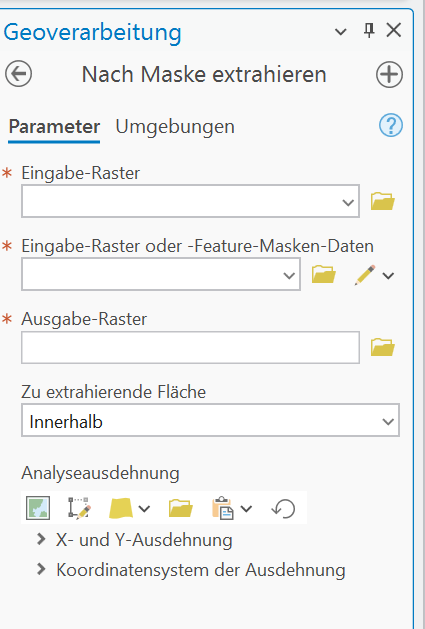 Geoverarbeitung
Nach Maske extrahieren
Parameter Umgebungen
* Eingabe-Raster
* Eingabe-Raster oder -Feature-Masken-Daten
* Ausgabe-Raster
Zu extrahierende Fläche
Innerhalb
Analyseausdehnung
X- und Y-Ausdehnung
Koordinatensystem der Ausdehnung